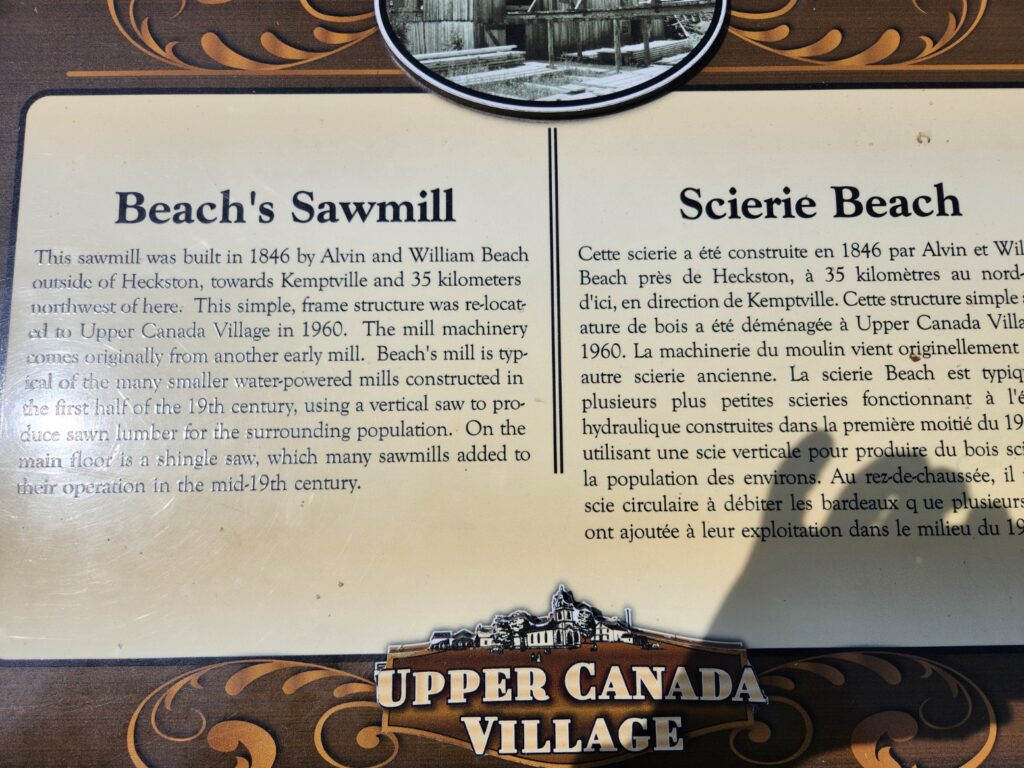 Beach's Sawmill
This sawmill was built in 1846 by Alvin and William Beach
outside of Heckston, towards Kemptville and 35 kilometers
northwest of here. This simple, frame structure was re-locat-
ed to Upper Canada Village in 1960. The mill machinery
comes originally from another early mill. Beach's mill is typ-
ical of the many smaller water-powered mills constructed in
the first half of the 19th century, using a vertical saw to pro-
duce sawn lumber for the surrounding population. On the
main floor is a shingle saw, which many sawmills added to
their operation in the mid-19th century.
Scierie Beach
Cette scierie a été construite en 1846 par Alvin et
Beach près de Heckston, à 35 kilomètres au nord-
d'ici, en direction de Kemptville. Cette structure simple
ature de bois a été déménagée à Upper Canada
1960. La machinerie du moulin vient originellement
autre scierie ancienne. La scierie Beach est
plusieurs plus petites scieries fonctionnant à
hydraulique construites dans la première moitié du
utilisant une scie verticale pour produire du bois
la population des environs. Au rez-de-chaussée, il
scie circulaire à débiter les bardeaux q ue plusieurs
ont ajoutée à leur exploitation dans le milieu du
UPPER CANADA
VILLAGE